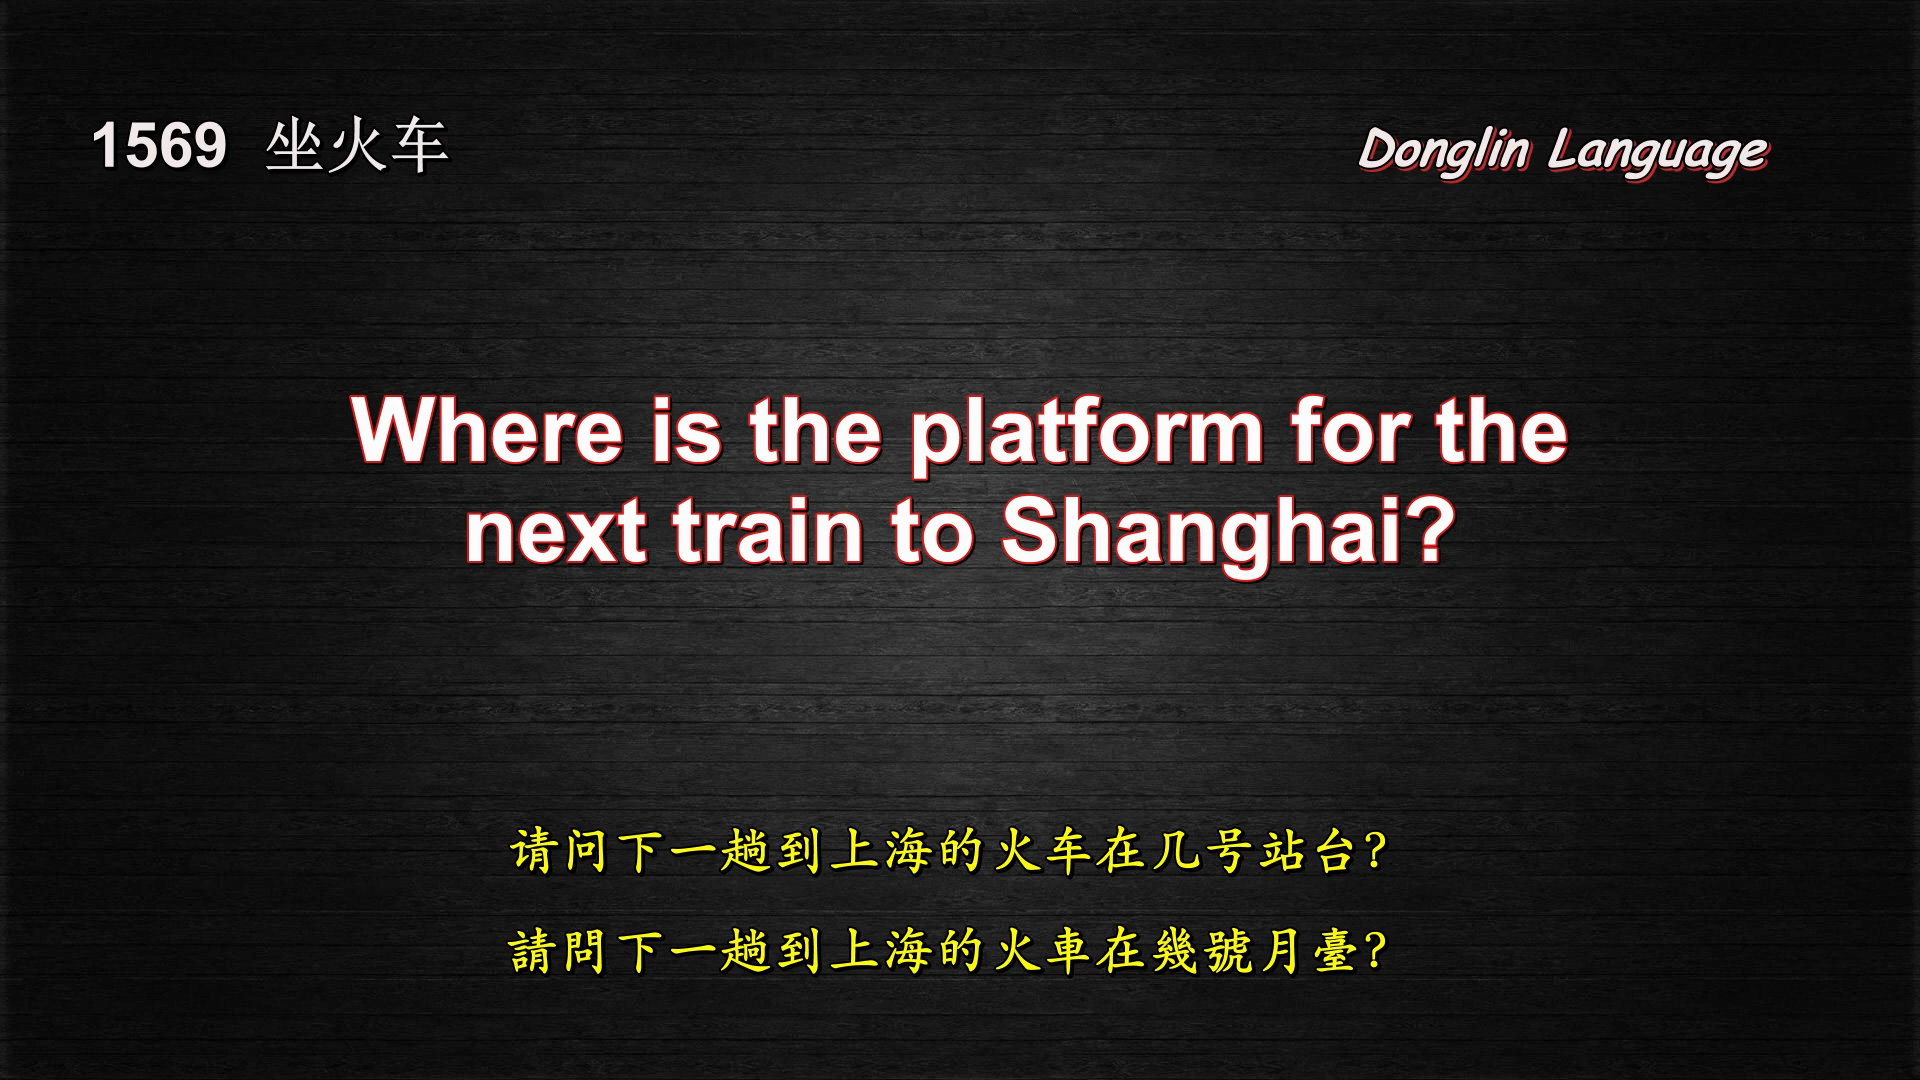 1569 坐火车
Donglin Language
Where is the platform for the
next train to Shanghai?
请问下一趟到上海的火车在几号站台?
請問下一趟到上海的火車在幾號月臺?